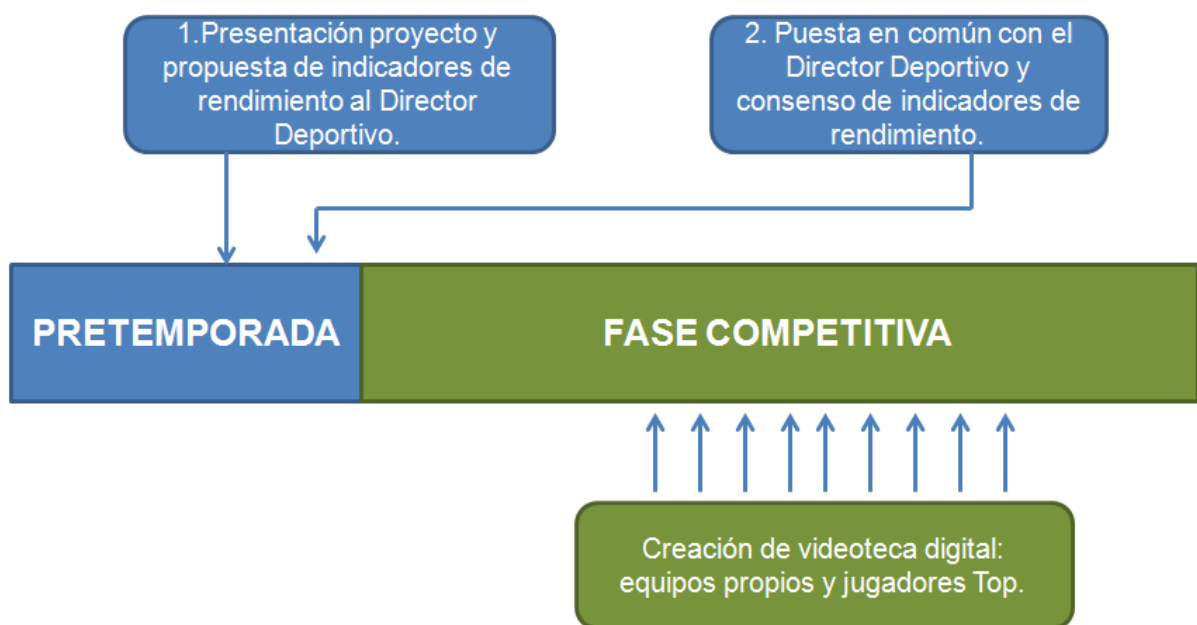 1.Presentación proyecto y
propuesta de indicadores de
rendimiento al Director
Deportivo.
2. Puesta en común con el
Director Deportivo y
consenso de indicadores de
rendimiento.
PRETEMPORADA
FASE COMPETITIVA
Creación de videoteca digital:
equipos propios y jugadores Top.